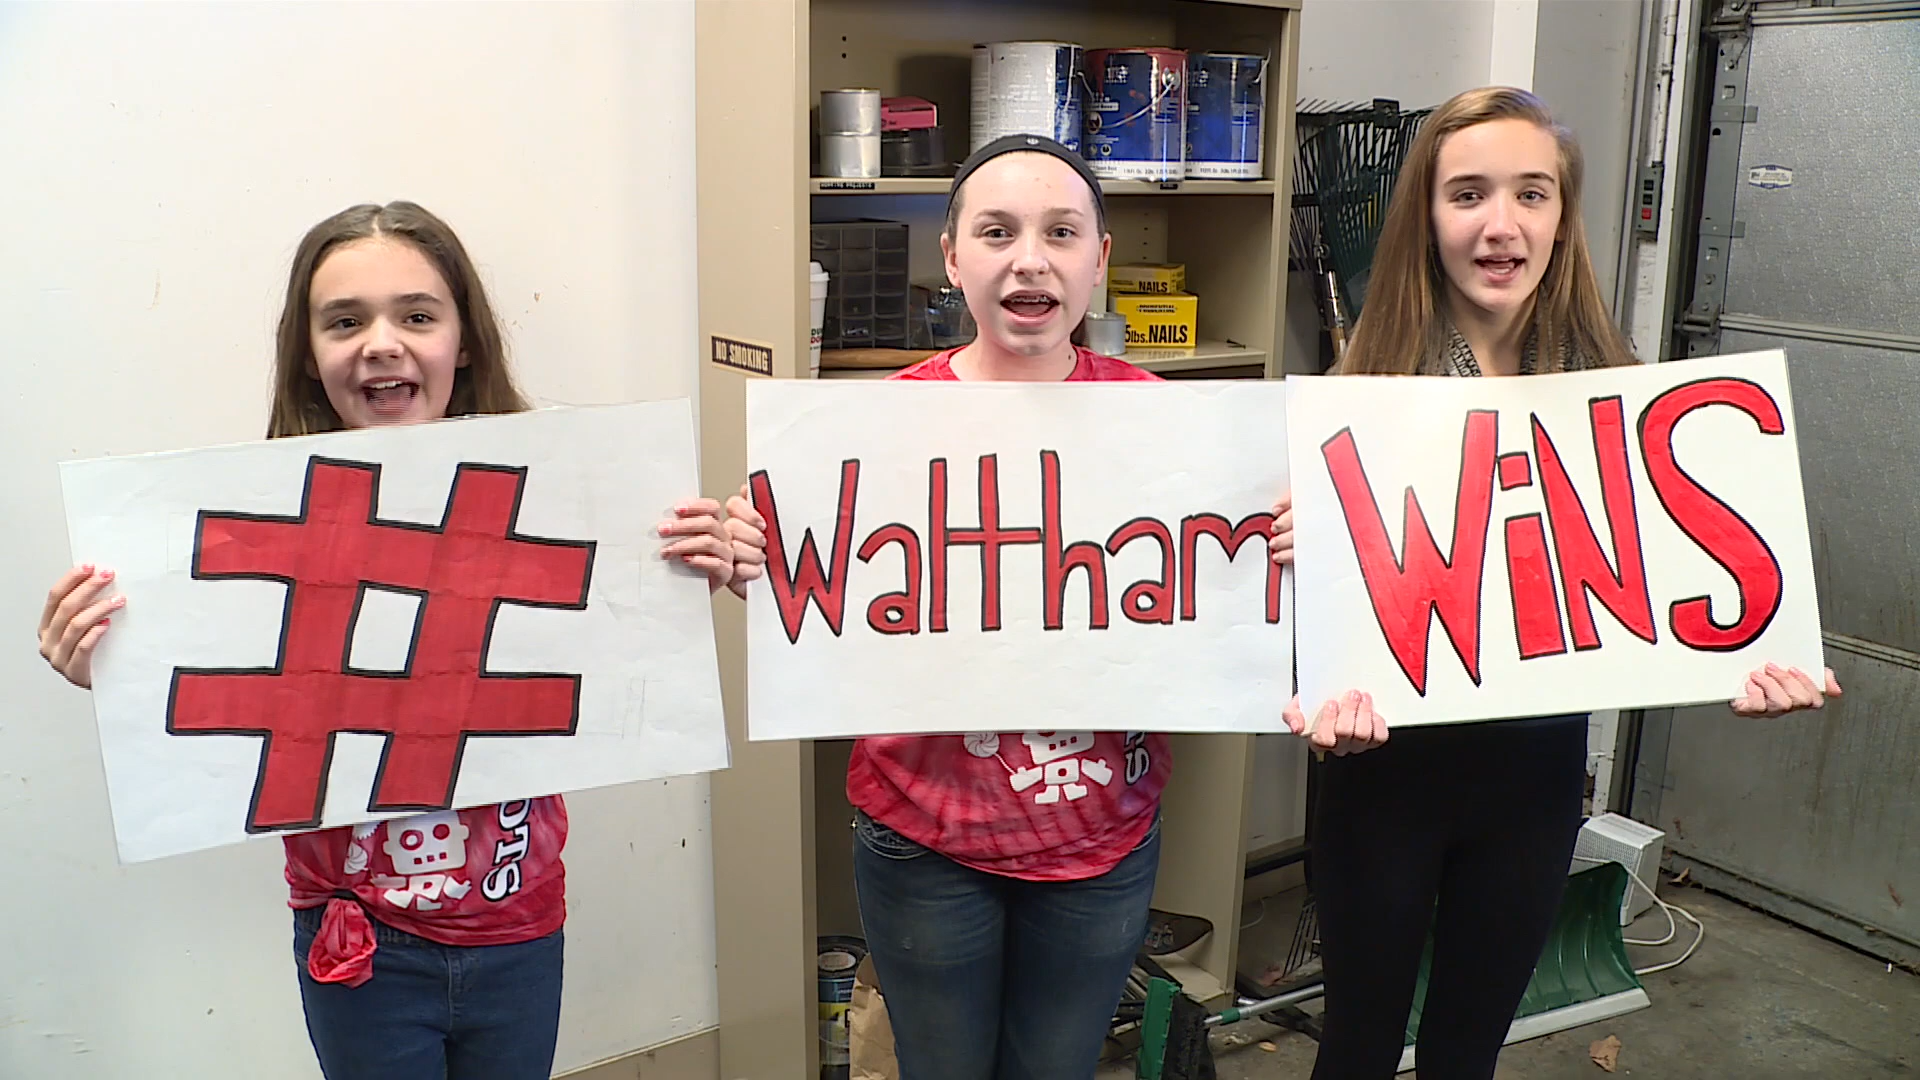 #
Waltham
WiNS
NO SMOKING
NAILS
5lbs. NAILS